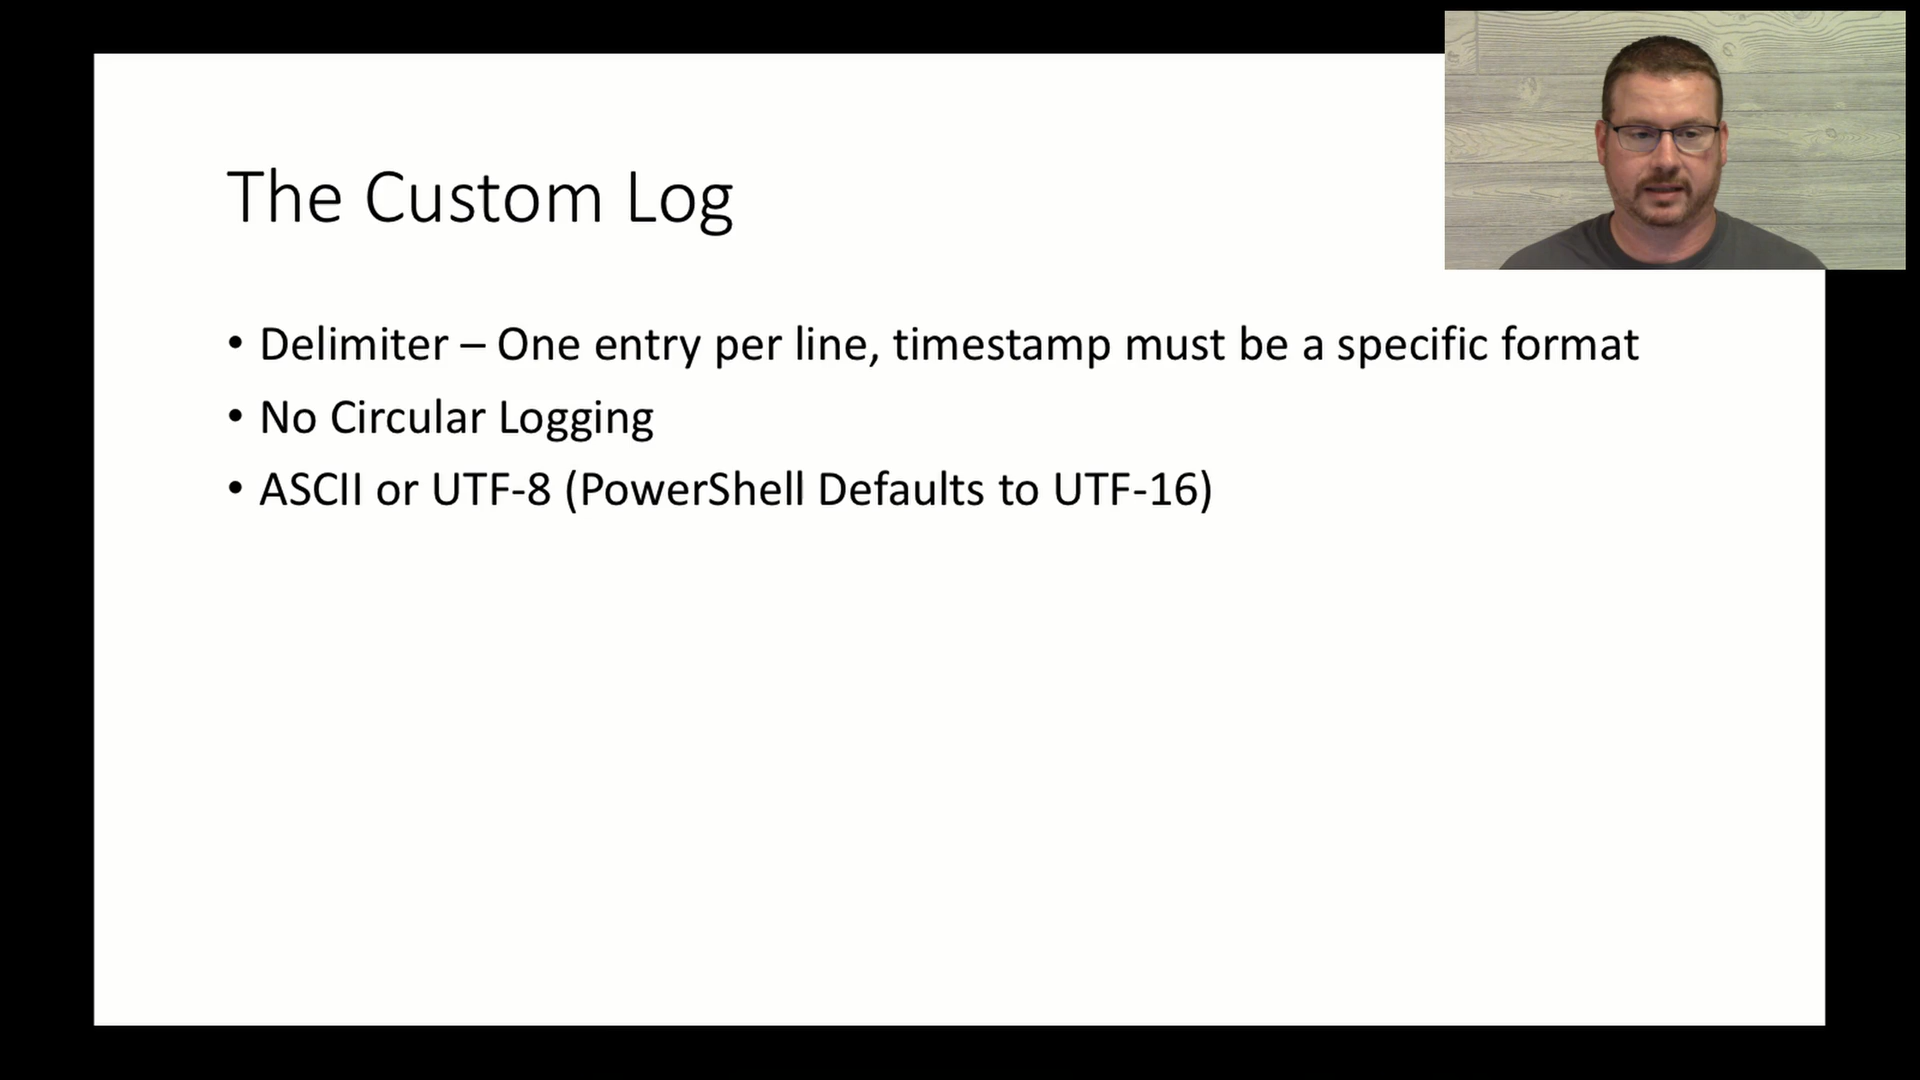 The Custom Log
• Delimiter – One entry per line, timestamp must be a specific format
• No Circular Logging
• ASCII or UTF-8 (PowerShell Defaults to UTF-16)